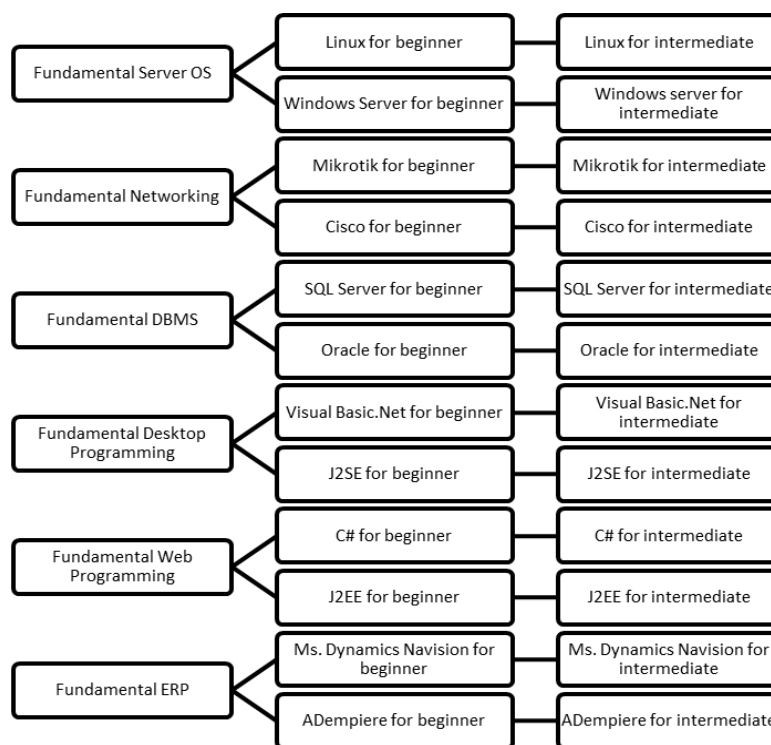 Fundamental Server OS
Linux for beginner
Linux for intermediate
Windows Server for beginner
Windows server for
intermediate
Fundamental Networking
Mikrotik for beginner
Mikrotik for intermediate
Cisco for beginner
Cisco for intermediate
Fundamental DBMS
SQL Server for beginner
SQL Server for intermediate
Oracle for beginner
Oracle for intermediate
Fundamental Desktop
Programming
Visual Basic.Net for beginner
Visual Basic.Net for
intermediate
J2SE for beginner
J2SE for intermediate
Fundamental Web
Programming
C# for beginner
C# for intermediate
J2EE for beginner
J2EE for intermediate
Fundamental ERP
Ms. Dynamics Navision for
beginner
Ms. Dynamics Navision for
intermediate
ADempiere for beginner
ADempiere for intermediate